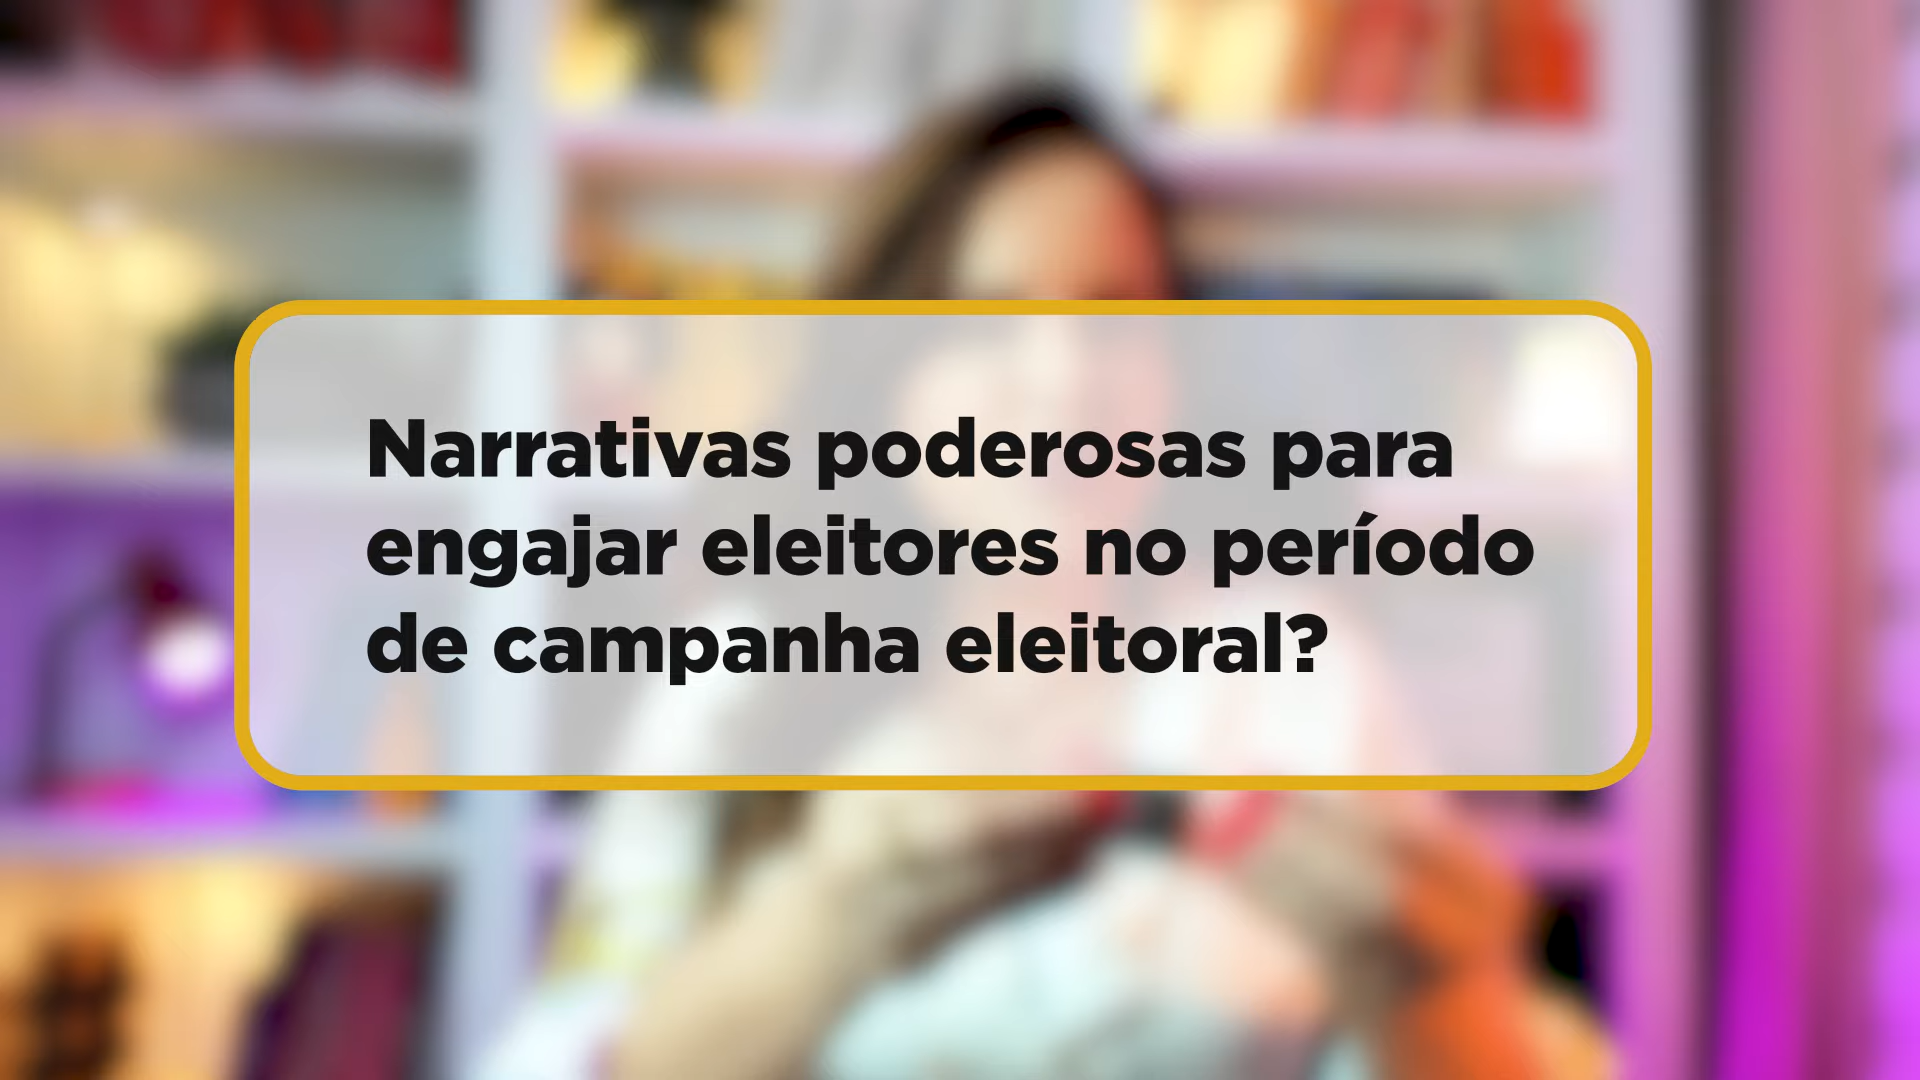 Narrativas poderosas para
engajar eleitores no período
de campanha eleitoral?